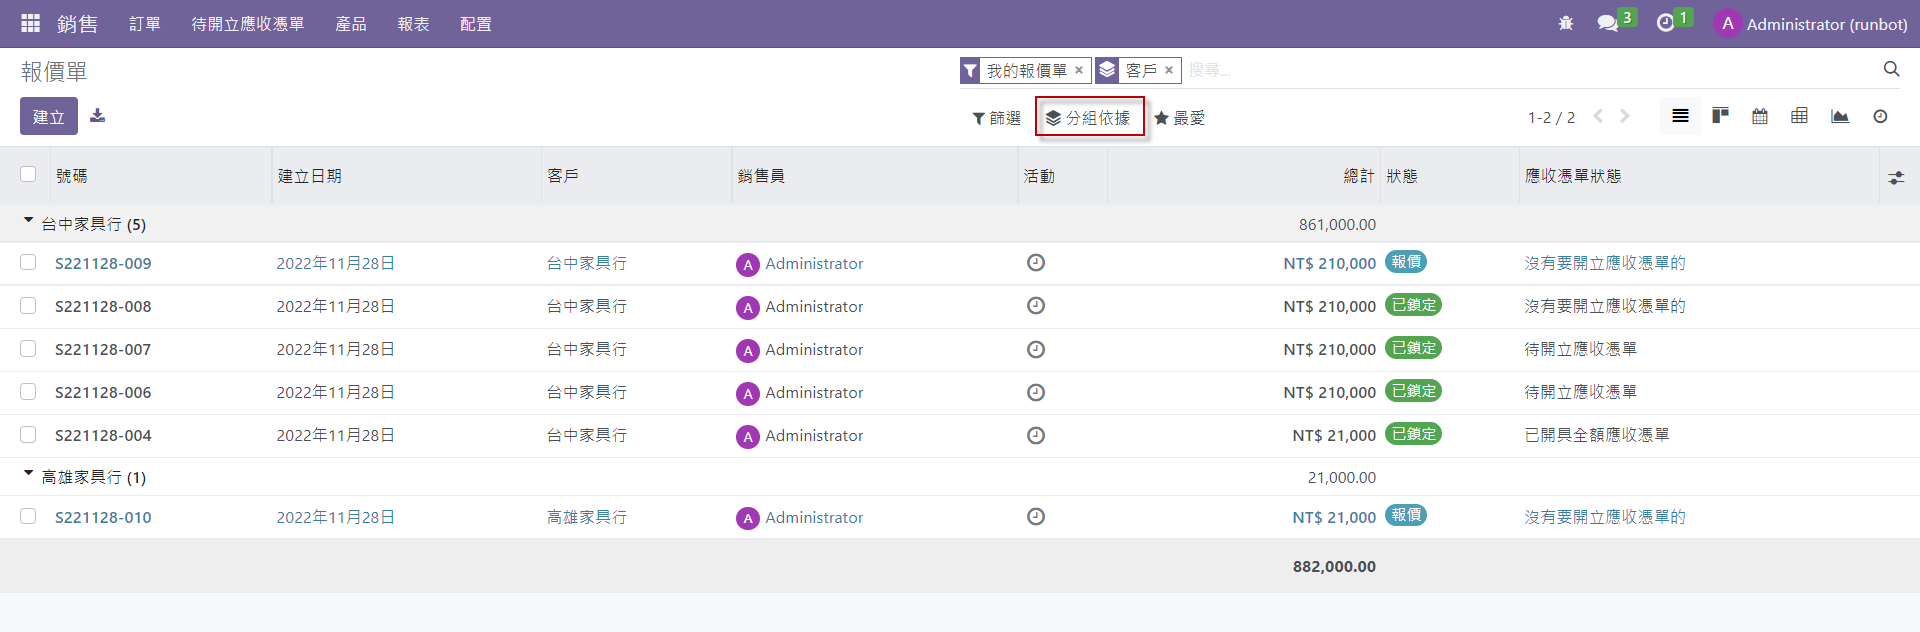 銷售 訂單 待開立應收憑單 產品 報表 配置 3 1 A Administrator (runbot)
報價單 我的報價單 × 客戶 × 搜尋...
建立 篩選 分組依據 最愛 1-2 / 2
號碼 建立日期 客戶 銷售員 活動 總計 狀態 應收憑單狀態
台中家具行 (5) 861,000.00
S221128-009 2022年11月28日 台中家具行 A Administrator NT$ 210,000 報價 沒有要開立應收憑單的
S221128-008 2022年11月28日 台中家具行 A Administrator NT$ 210,000 已鎖定 沒有要開立應收憑單的
S221128-007 2022年11月28日 台中家具行 A Administrator NT$ 210,000 已鎖定 待開立應收憑單
S221128-006 2022年11月28日 台中家具行 A Administrator NT$ 210,000 已鎖定 待開立應收憑單
S221128-004 2022年11月28日 台中家具行 A Administrator NT$ 21,000 已鎖定 已開具全額應收憑單
高雄家具行 (1) 21,000.00
S221128-010 2022年11月28日 高雄家具行 A Administrator NT$ 21,000 報價 沒有要開立應收憑單的
882,000.00